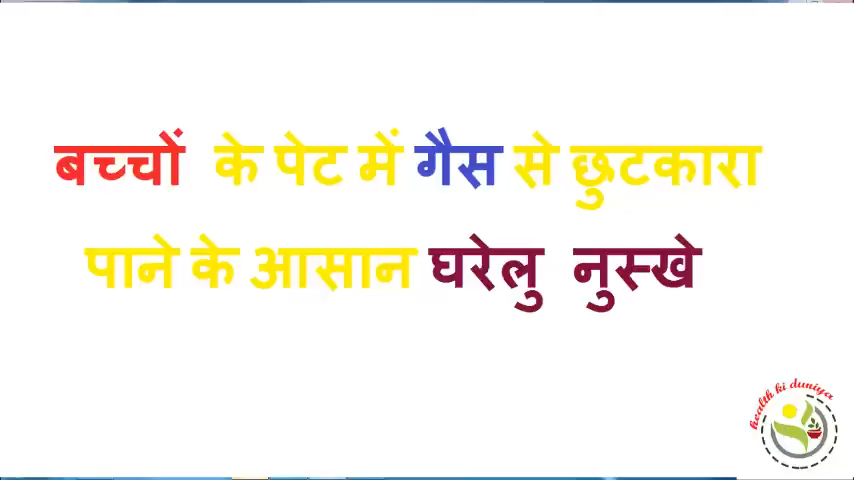 बच्चों के पेट में गैस से छुटकारा
पाने के आसान घरेलु नुस्खे
health ki duniya